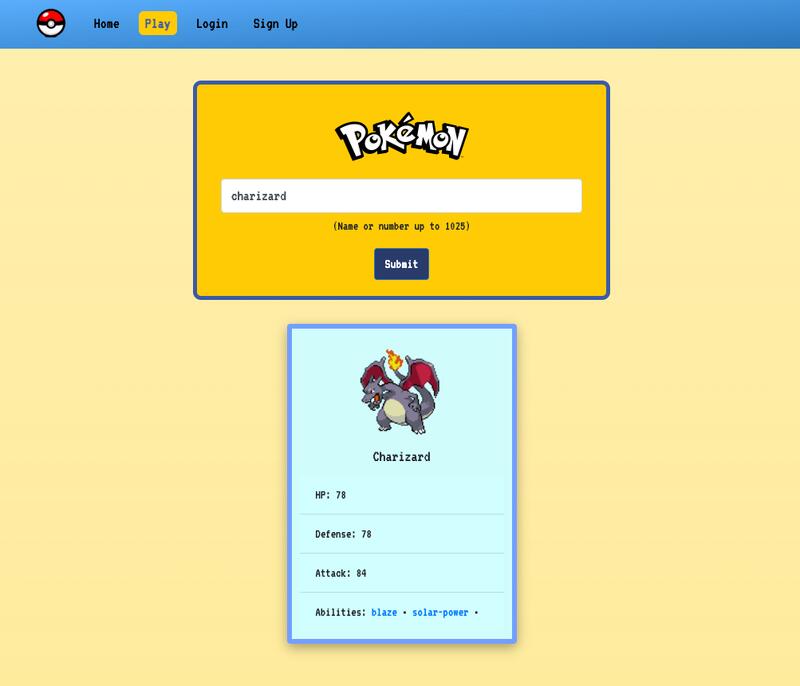 Home Play Login Sign Up
POKéMON
charizard
(Name or number up to 1025)
Submit
Charizard
HP: 78
Defense: 78
Attack: 84
Abilities: blaze • solar-power •